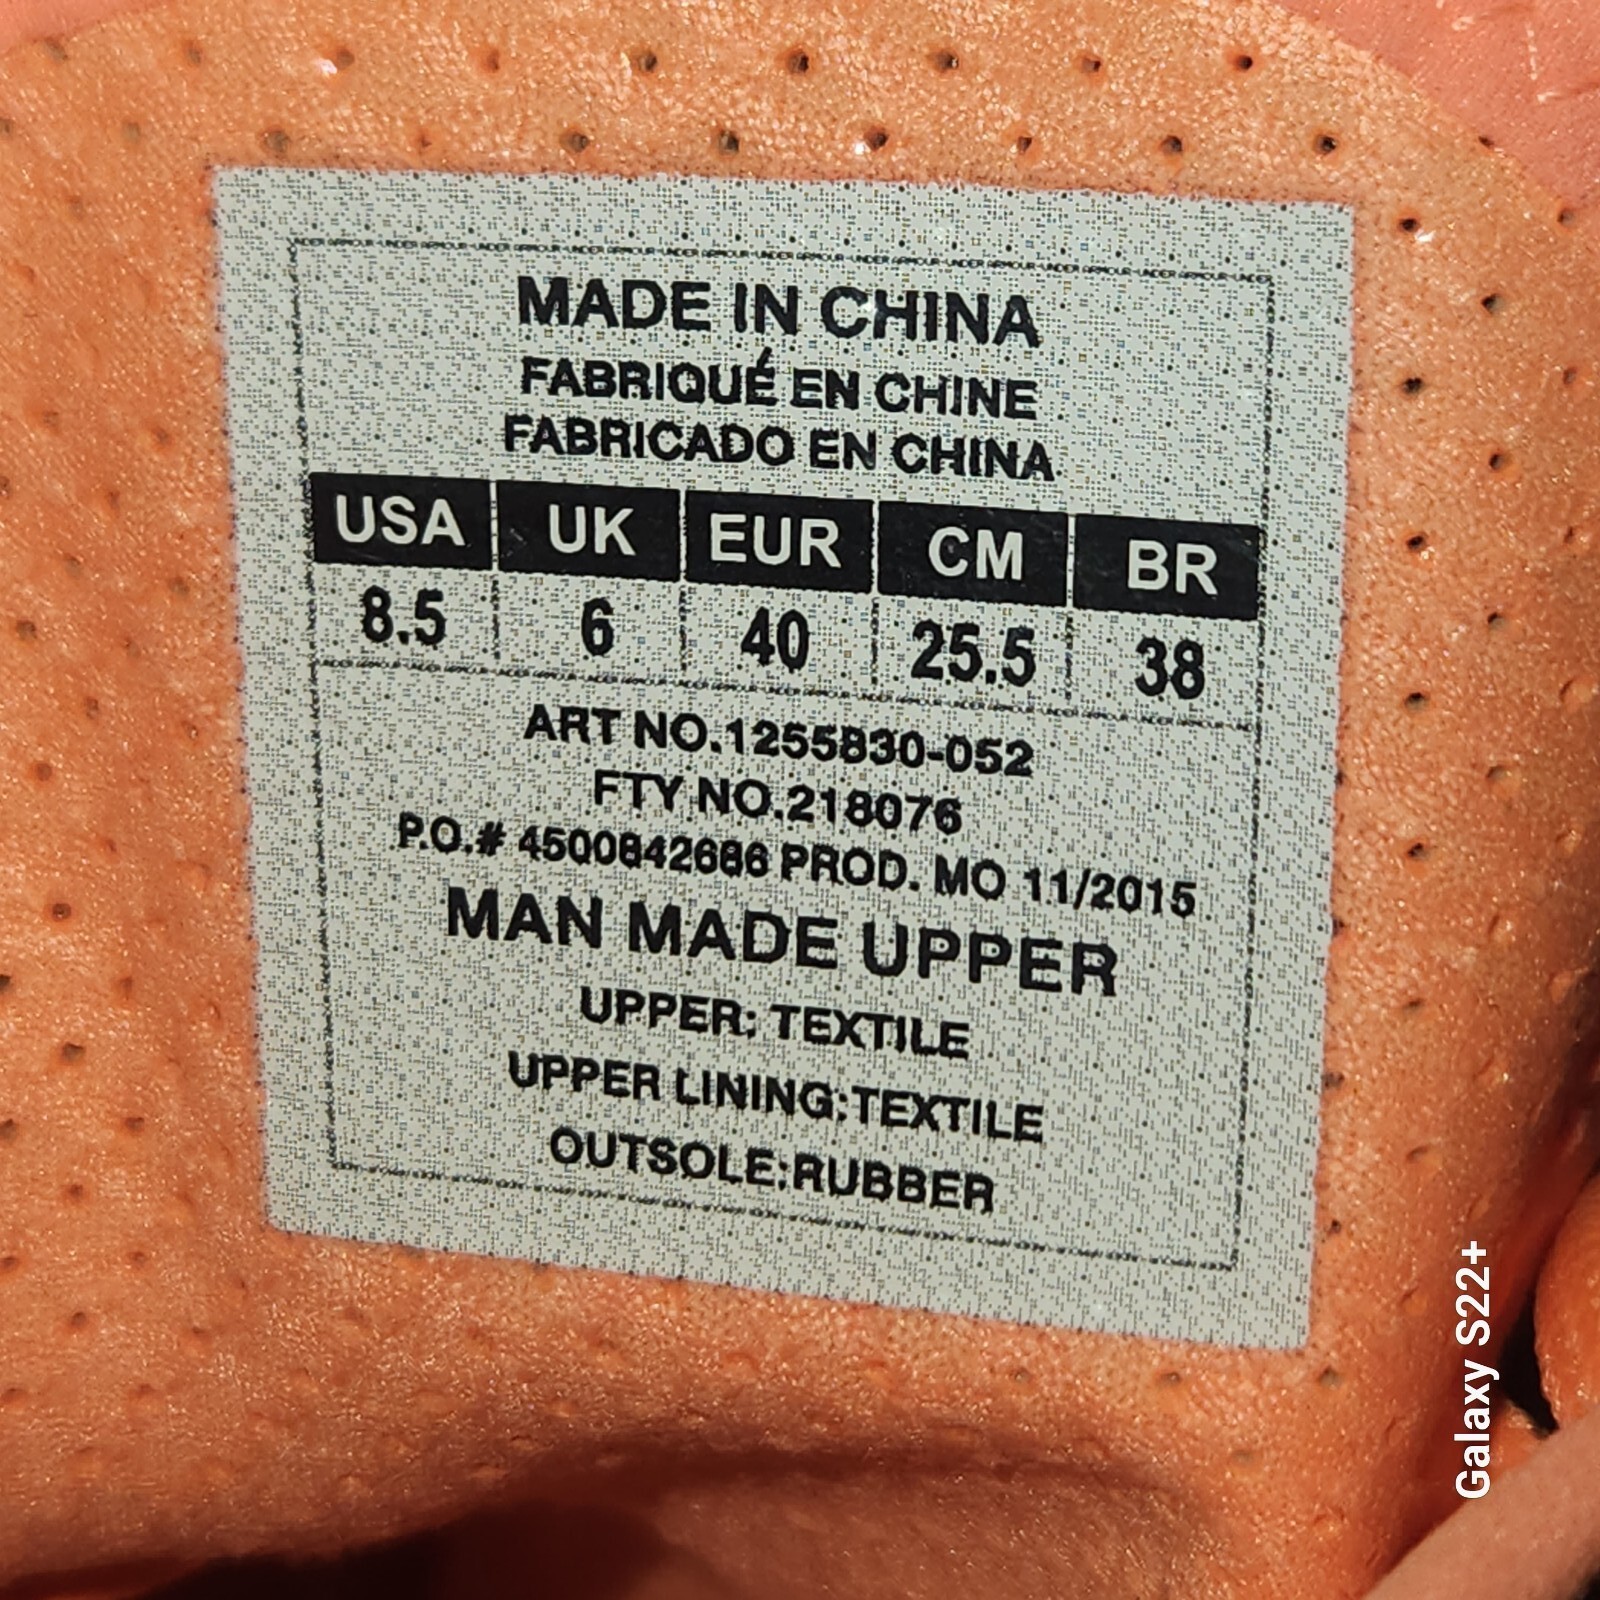 MADE IN CHINA
FABRIQUÉ EN CHINE
FABRICADO EN CHINA
USA UK EUR CM BR
8.5 6 40 25.5 38
ART NO.1255830-052
FTY NO.218076
P.O.# 4500842686 PROD. MO 11/2015
MAN MADE UPPER
UPPER: TEXTILE
UPPER LINING:TEXTILE
OUTSOLE:RUBBER
Galaxy S22+